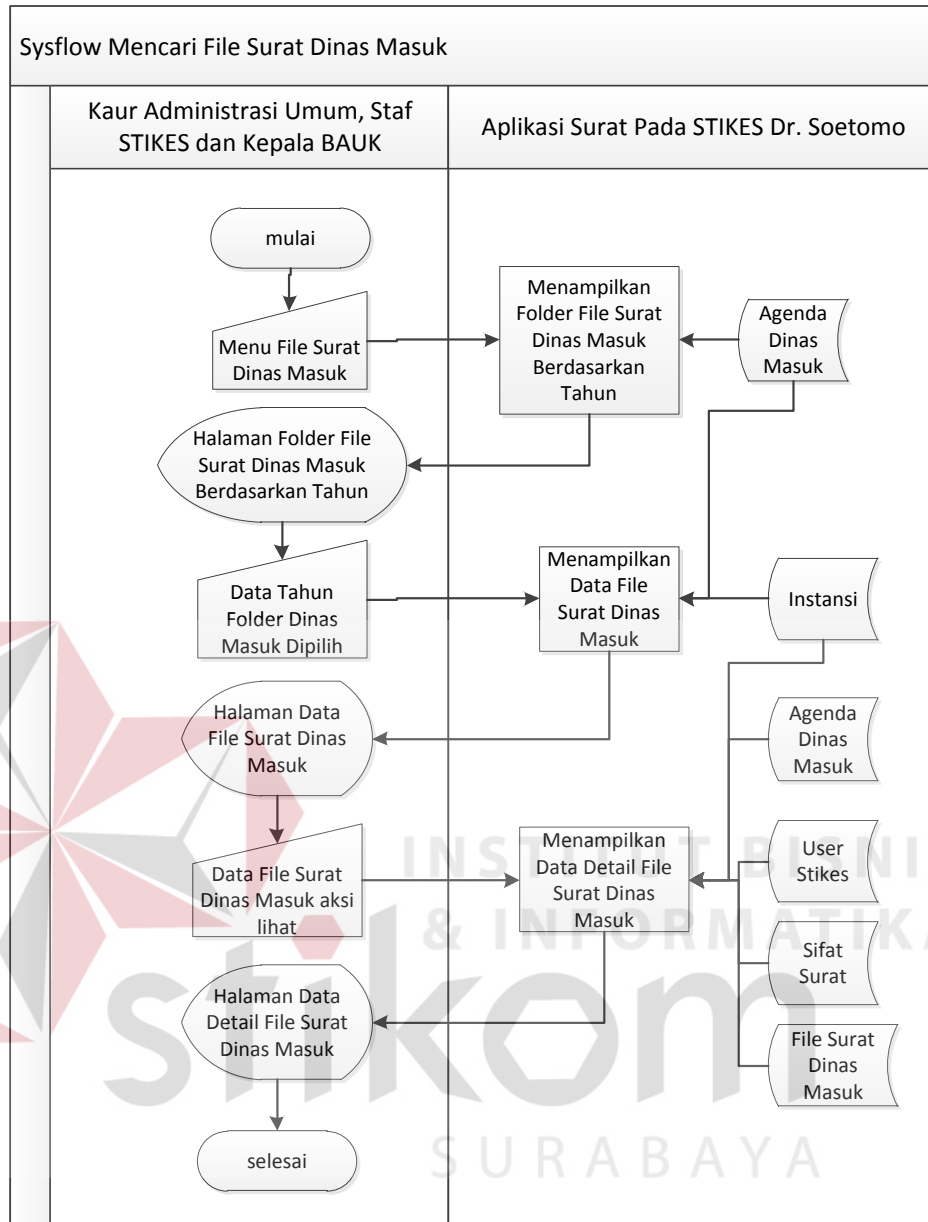 Sysflow Mencari File Surat Dinas Masuk
Kaur Administrasi Umum, Staf
STIKES dan Kepala BAUK
Aplikasi Surat Pada STIKES Dr. Soetomo
mulai
Menu File Surat
Dinas Masuk
Menampilkan
Folder File Surat
Dinas Masuk
Berdasarkan
Tahun
Agenda
Dinas
Masuk
Halaman Folder File
Surat Dinas Masuk
Berdasarkan Tahun
Data Tahun
Folder Dinas
Masuk Dipilih
Menampilkan
Data File
Surat Dinas
Masuk
Instansi
Halaman Data
File Surat Dinas
Masuk
Agenda
Dinas
Masuk
Data File Surat
Dinas Masuk aksi
lihat
Menampilkan
Data Detail File
Surat Dinas
Masuk
User
Stikes
Sifat
Surat
File Surat
Dinas
Masuk
Halaman Data
Detail File Surat
Dinas Masuk
selesai
INSTITUT BISNI
& INFORMATIKA
stikom
SURABAYA